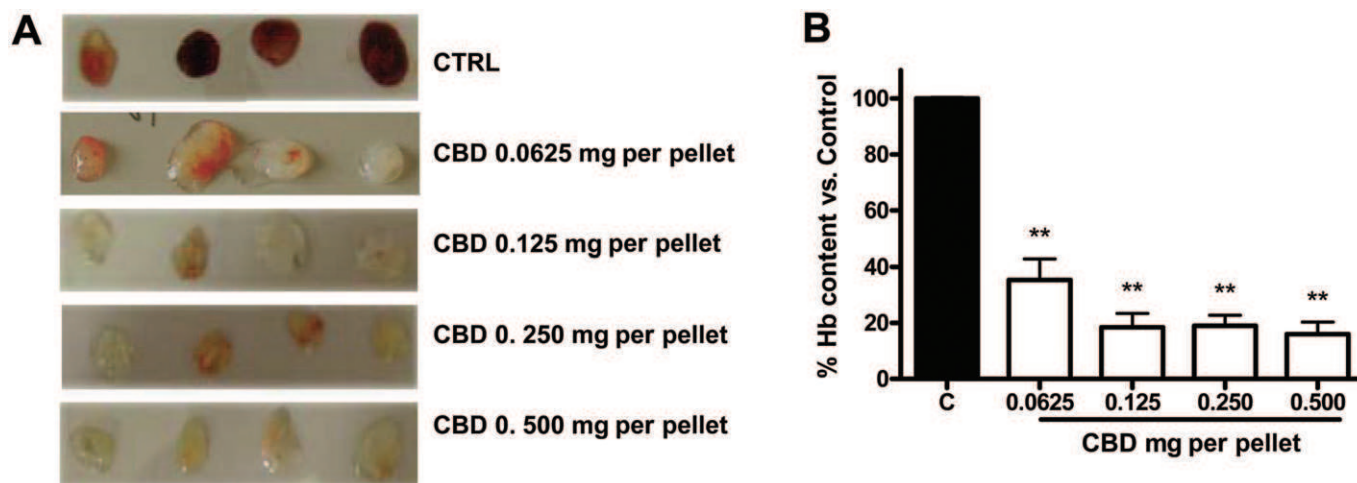 A
CTRL
CBD 0.0625 mg per pellet
CBD 0.125 mg per pellet
CBD 0. 250 mg per pellet
CBD 0. 500 mg per pellet
B
% Hb content vs. Control
100
80
60
40
20
0
**
**
**
**
C 0.0625 0.125 0.250 0.500
CBD mg per pellet